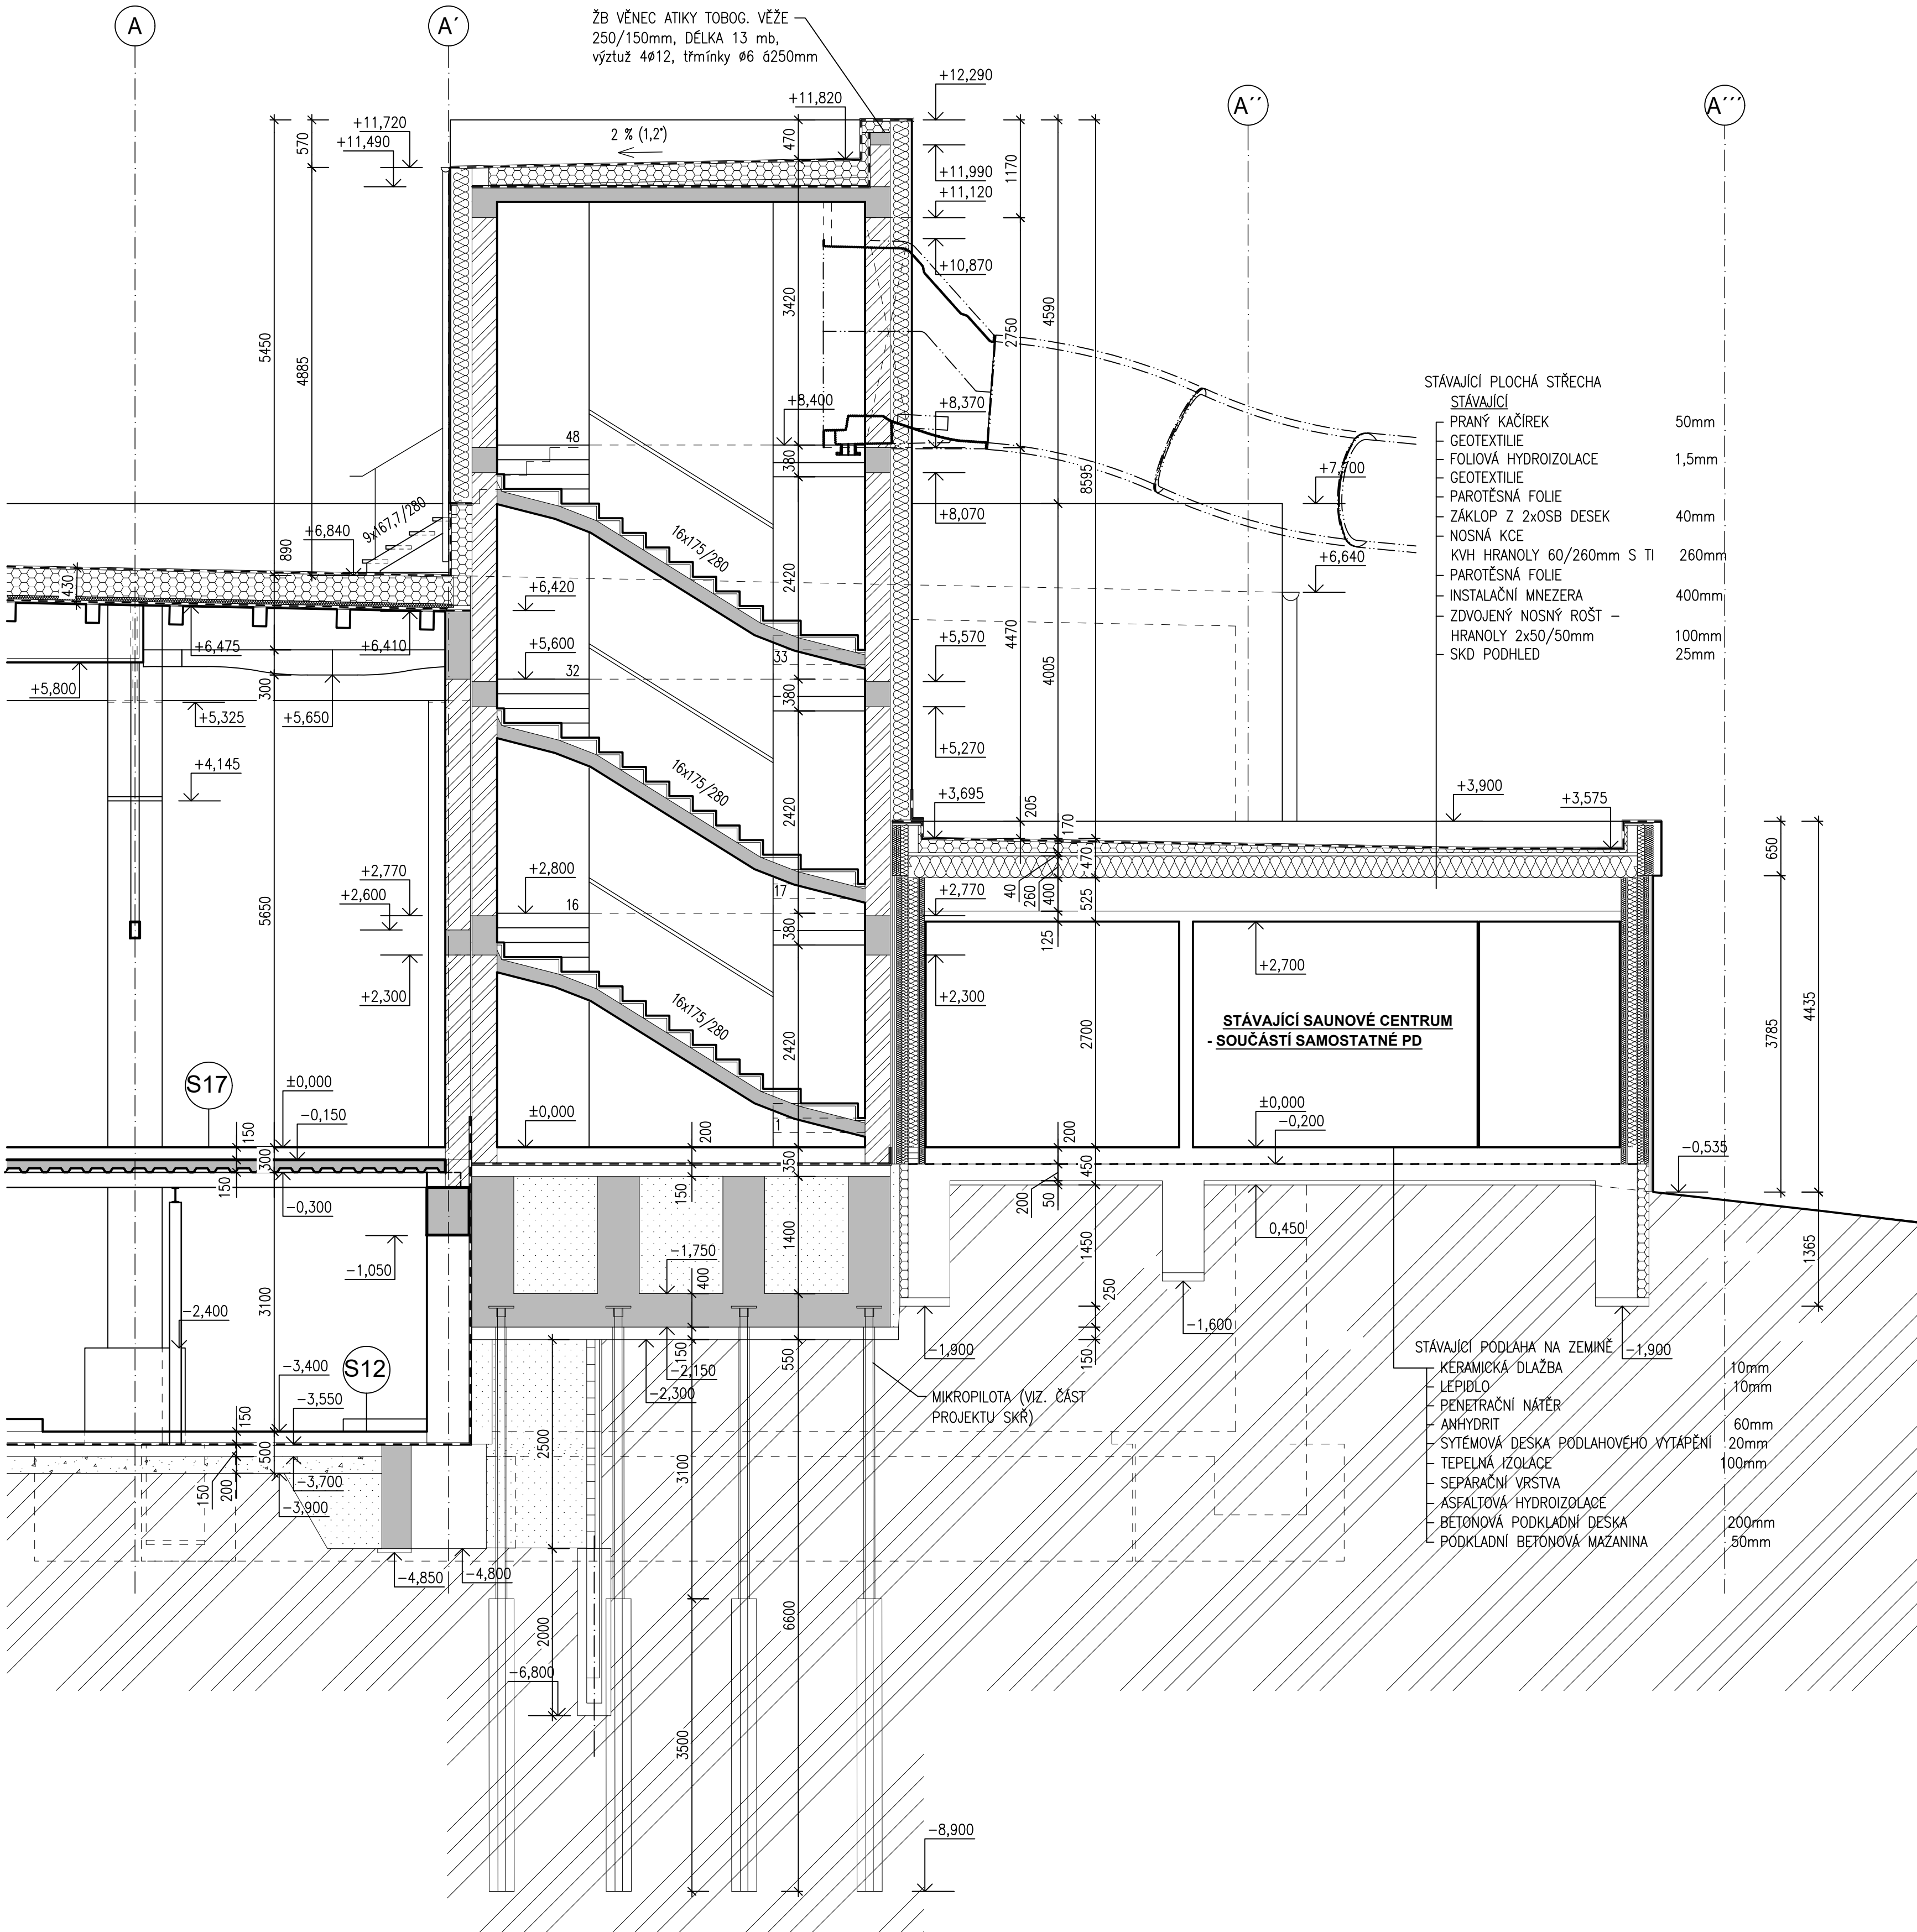 A
A´
A´´
A´´´
ŽB VĚNEC ATIKY TOBOG. VĚŽE
250/150mm, DÉLKA 13 mb,
výztuž 4ø12, třmínky ø6 á250mm
+12,290
+11,820
+11,720
+11,490
2 % (1,2°)
470
570
+11,990
+11,120
1170
+10,870
3420
4590
2750
5450
4885
+8,400
+8,370
48
380
8595
+8,070
9x167,7/280
+6,840
890
430
16x175/280
2420
+7,700
+6,640
STÁVAJÍCÍ PLOCHÁ STŘECHA
STÁVAJÍCÍ
PRANÝ KAČÍREK 50mm
GEOTEXTILIE
FOLIOVÁ HYDROIZOLACE 1,5mm
GEOTEXTILIE
PAROTĚSNÁ FOLIE
ZÁKLOP Z 2xOSB DESEK 40mm
NOSNÁ KCE
KVH HRANOLY 60/260mm S TI 260mm
PAROTĚSNÁ FOLIE
INSTALAČNÍ MNEZERA 400mm
ZDVOJENÝ NOSNÝ ROŠT –
HRANOLY 2x50/50mm 100mm
SKD PODHLED 25mm
+6,420
+6,475
+6,410
+5,600
+5,570
4470
4005
33
32
380
300
+5,800
+5,325
+5,650
+5,270
+4,145
16x175/280
2420
+3,695
205
170
+3,900
+3,575
650
470
40
260
400
525
125
+2,770
+2,600
+2,800
17
16
+2,770
380
+2,300
+2,300
+2,700
5650
16x175/280
2420
2700
3785
4435
STÁVAJÍCÍ SAUNOVÉ CENTRUM
- SOUČÁSTÍ SAMOSTATNÉ PD
S17
±0,000
–0,150
±0,000
1
±0,000
–0,200
150
300
150
200
350
150
200
450
200
50
–0,535
–0,300
0,450
–1,050
–1,750
400
1400
1450
250
1365
–1,600
–1,900
–1,900
–2,400
3100
150
–2,150
–2,300
550
150
S12
–3,400
–3,550
MIKROPILOTA (VIZ. ČÁST
PROJEKTU SKŘ)
STÁVAJÍCÍ PODLAHA NA ZEMINĚ
KERAMICKÁ DLAŽBA 10mm
LEPIDLO 10mm
PENETRAČNÍ NÁTĚR
ANHYDRIT 60mm
SYTÉMOVÁ DESKA PODLAHOVÉHO VYTÁPĚNÍ 20mm
TEPELNÁ IZOLACE 100mm
SEPARAČNÍ VRSTVA
ASFALTOVÁ HYDROIZOLACE
BETONOVÁ PODKLADNÍ DESKA 200mm
PODKLADNÍ BETONOVÁ MAZANINA 50mm
150
500
150
200
–3,700
–3,900
2500
3100
–4,850
–4,800
2000
6600
–6,800
3500
–8,900